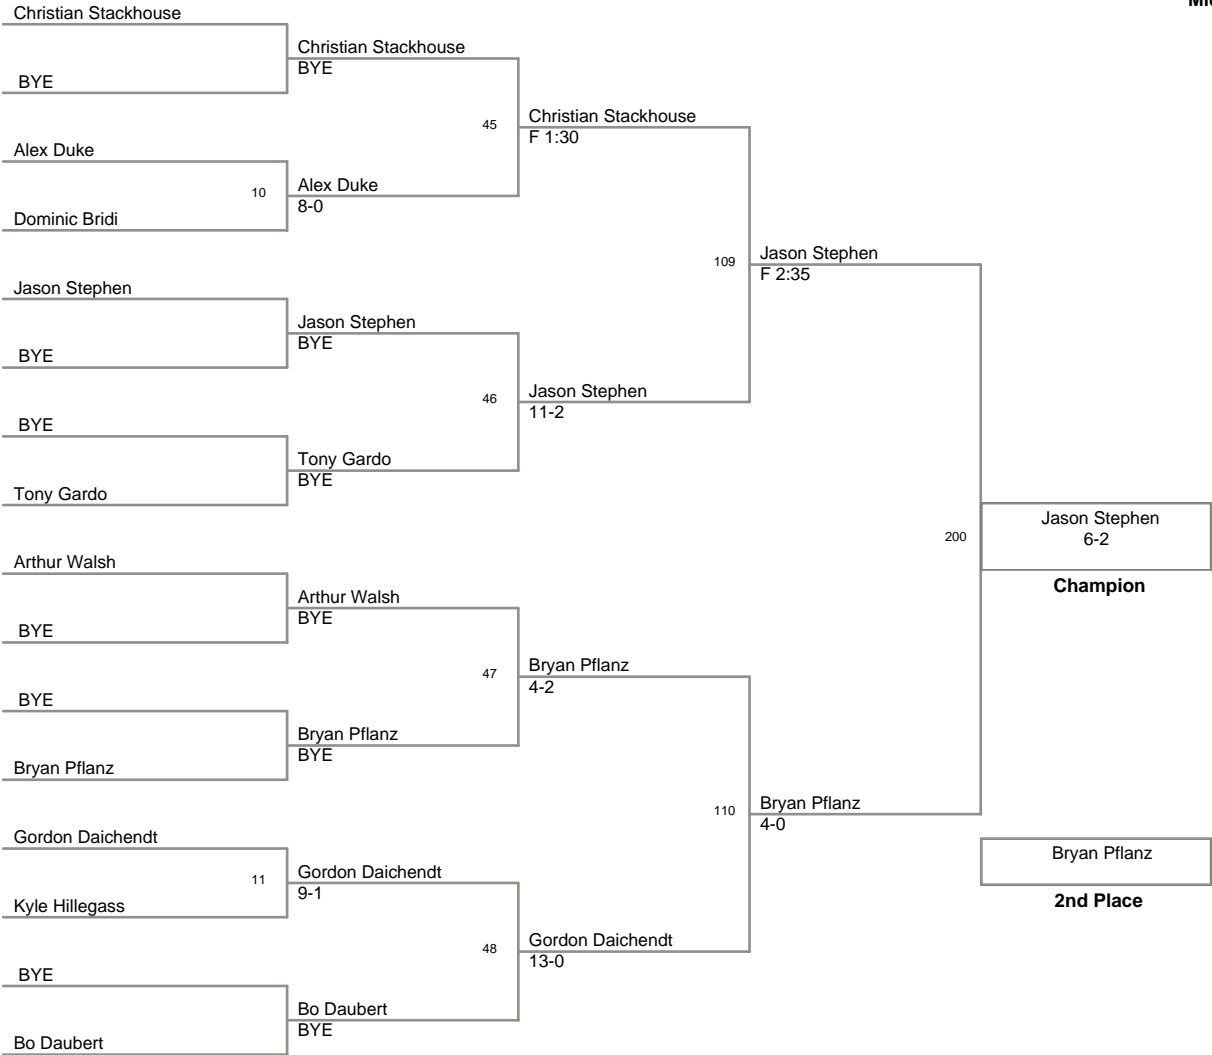 Christian Stackhouse
BYE
Alex Duke
10
Dominic Bridi
Jason Stephen
BYE
BYE
Tony Gardo
Arthur Walsh
BYE
BYE
Bryan Pflanz
Gordon Daichendt
11
Kyle Hillegass
BYE
Bo Daubert
Christian Stackhouse
BYE
45
Alex Duke
8-0
Jason Stephen
BYE
46
Tony Gardo
BYE
Arthur Walsh
BYE
47
Bryan Pflanz
BYE
Gordon Daichendt
9-1
48
Bo Daubert
BYE
Christian Stackhouse
F 1:30
109
Jason Stephen
11-2
Bryan Pflanz
4-2
110
Gordon Daichendt
13-0
Jason Stephen
F 2:35
200
Bryan Pflanz
4-0
Jason Stephen
6-2
Champion
Bryan Pflanz
2nd Place